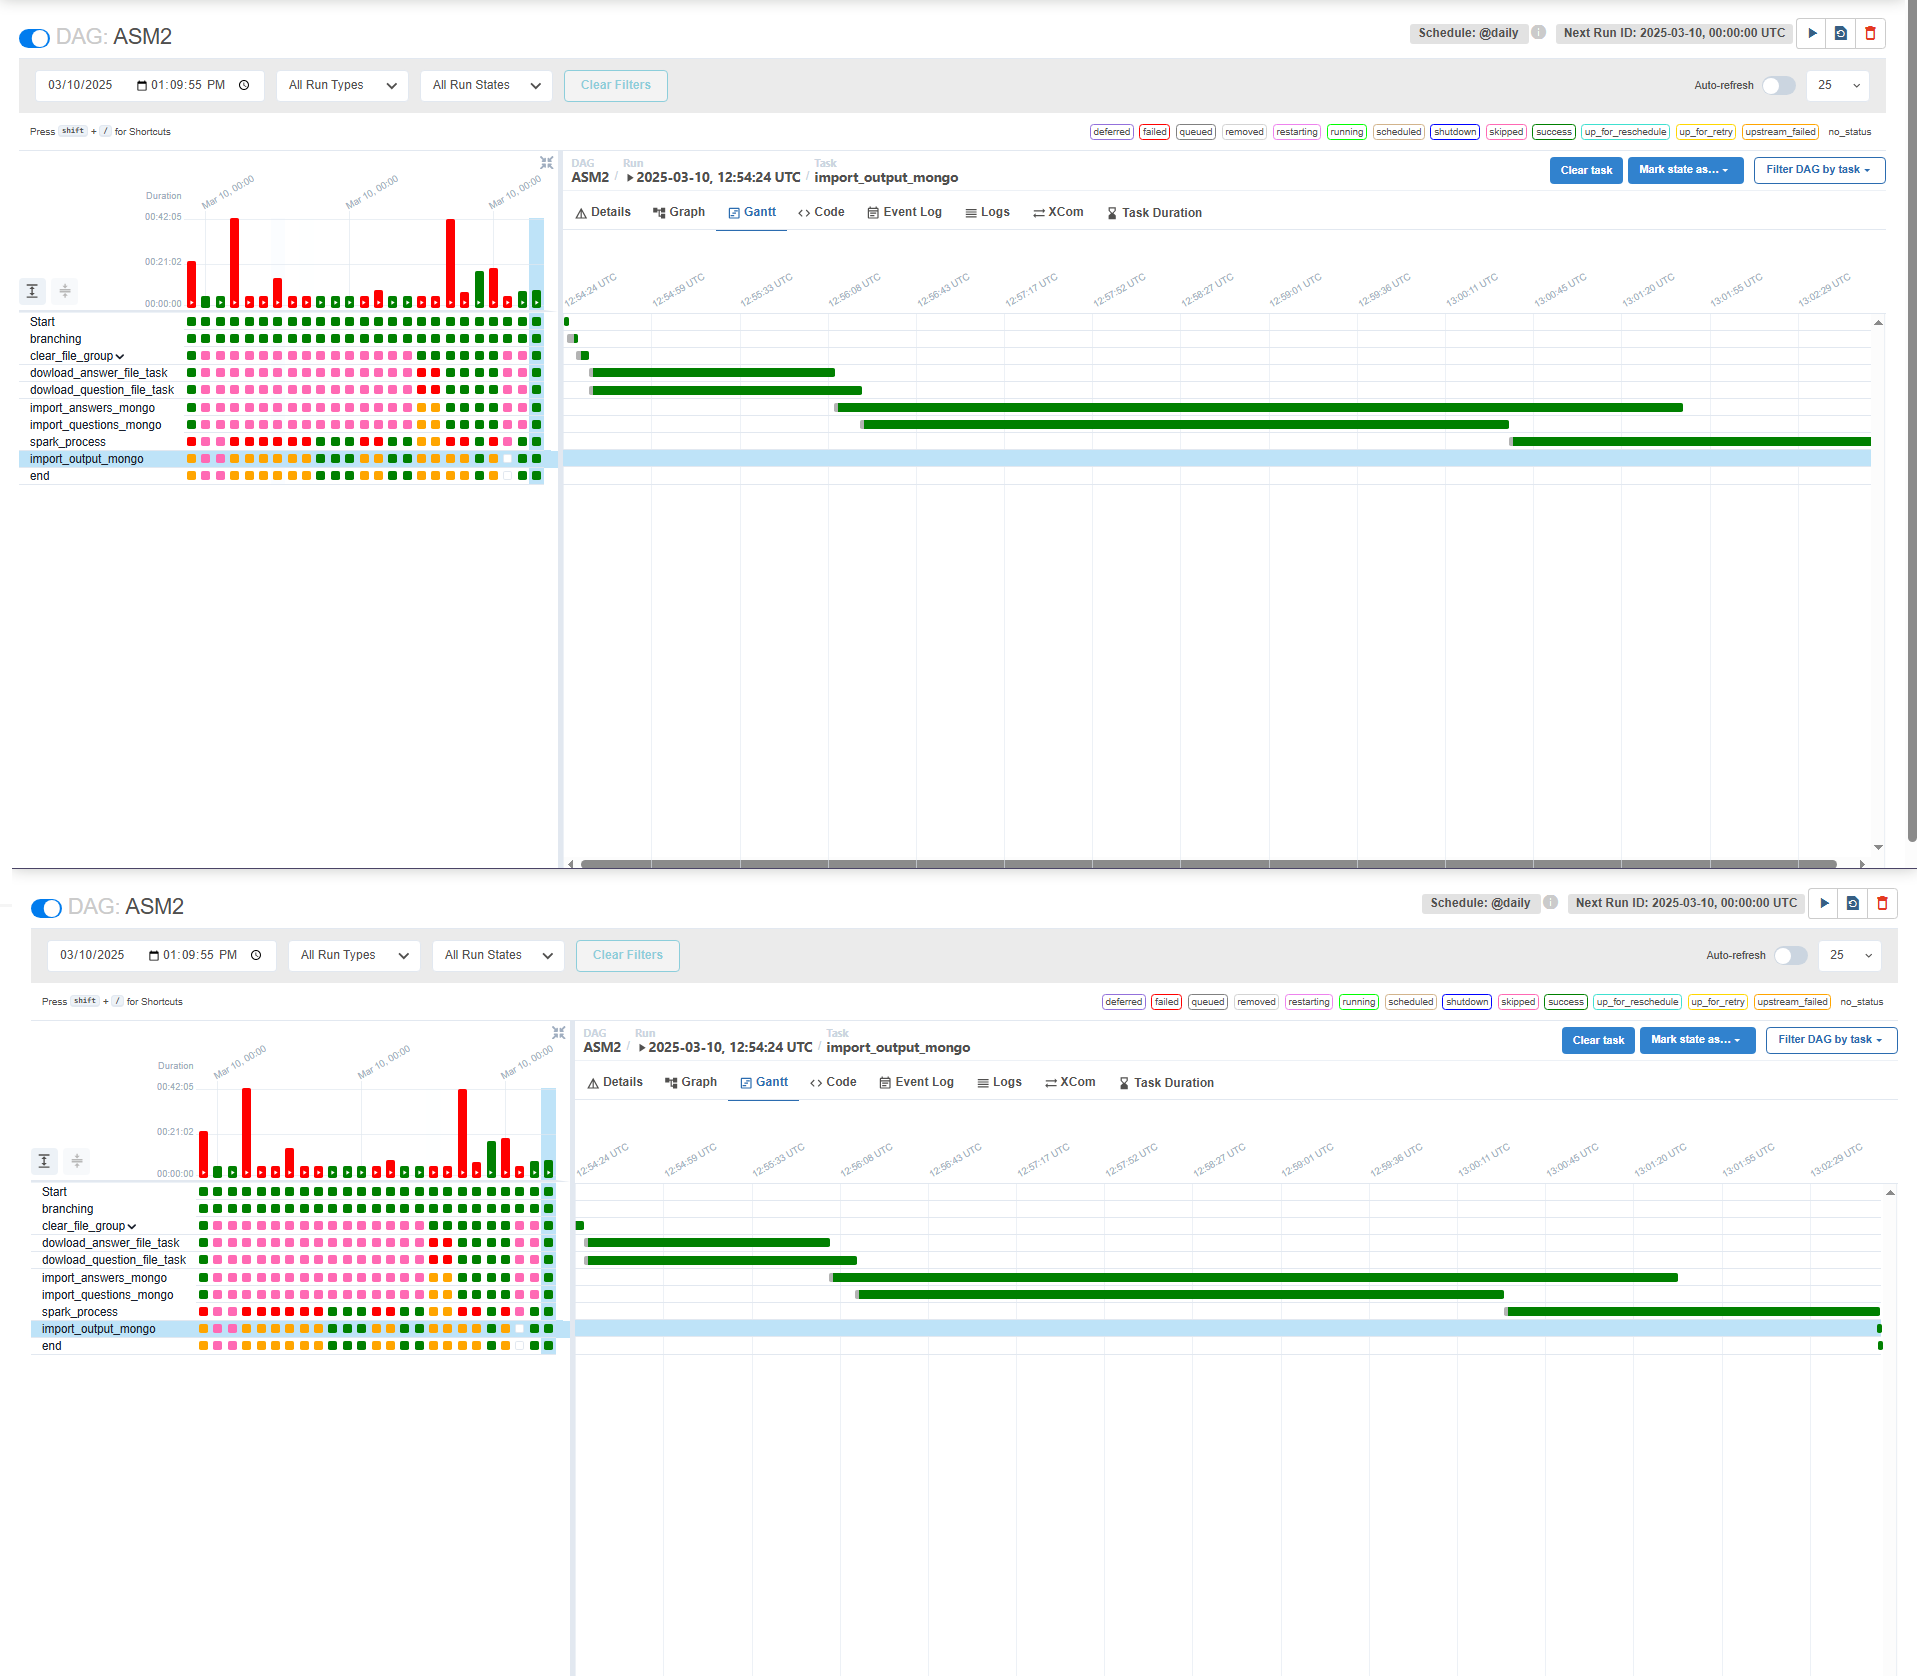 DAG: ASM2
Schedule: @daily
Next Run ID: 2025-03-10, 00:00:00 UTC
03/10/2025 01:09:55 PM
All Run Types
All Run States
Clear Filters
Auto-refresh
25
Press shift + / for Shortcuts
deferred failed queued removed restarting running scheduled shutdown skipped success up_for_reschedule up_for_retry upstream_failed no_status
DAG
ASM2
Run
2025-03-10, 12:54:24 UTC
Task
import_output_mongo
Clear task
Mark state as...
Filter DAG by task
Details Graph Gantt Code Event Log Logs XCom Task Duration
Duration
Mar 10, 00:00 Mar 10, 00:00 Mar 10, 00:00
00:42:05
00:21:02
00:00:00
12:54:24 UTC 12:54:59 UTC 12:55:33 UTC 12:56:08 UTC 12:56:43 UTC 12:57:17 UTC 12:57:52 UTC 12:58:27 UTC 12:59:01 UTC 12:59:36 UTC 13:00:11 UTC 13:00:45 UTC 13:01:20 UTC 13:01:55 UTC 13:02:29 UTC
Start
branching
clear_file_group
dowload_answer_file_task
dowload_question_file_task
import_answers_mongo
import_questions_mongo
spark_process
import_output_mongo
end
DAG: ASM2
Schedule: @daily
Next Run ID: 2025-03-10, 00:00:00 UTC
03/10/2025 01:09:55 PM
All Run Types
All Run States
Clear Filters
Auto-refresh
25
Press shift + / for Shortcuts
deferred failed queued removed restarting running scheduled shutdown skipped success up_for_reschedule up_for_retry upstream_failed no_status
DAG
ASM2
Run
2025-03-10, 12:54:24 UTC
Task
import_output_mongo
Clear task
Mark state as...
Filter DAG by task
Details Graph Gantt Code Event Log Logs XCom Task Duration
Duration
Mar 10, 00:00 Mar 10, 00:00 Mar 10, 00:00
00:42:05
00:21:02
00:00:00
12:54:24 UTC 12:54:59 UTC 12:55:33 UTC 12:56:08 UTC 12:56:43 UTC 12:57:17 UTC 12:57:52 UTC 12:58:27 UTC 12:59:01 UTC 12:59:36 UTC 13:00:11 UTC 13:00:45 UTC 13:01:20 UTC 13:01:55 UTC 13:02:29 UTC
Start
branching
clear_file_group
dowload_answer_file_task
dowload_question_file_task
import_answers_mongo
import_questions_mongo
spark_process
import_output_mongo
end